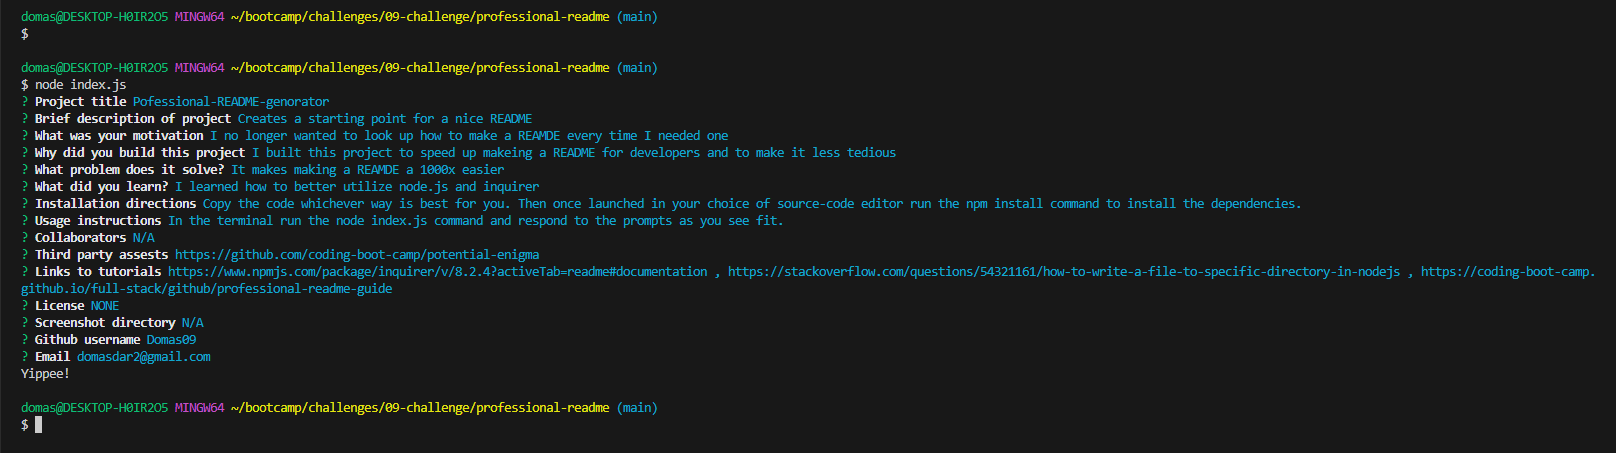 domas@DESKTOP-H0IR2O5 MINGW64 ~/bootcamp/challenges/09-challenge/professional-readme (main)
$
domas@DESKTOP-H0IR2O5 MINGW64 ~/bootcamp/challenges/09-challenge/professional-readme (main)
$ node index.js
? Project title Pofessional-README-genorator
? Brief description of project Creates a starting point for a nice README
? What was your motivation I no longer wanted to look up how to make a REAMDE every time I needed one
? Why did you build this project I built this project to speed up makeing a README for developers and to make it less tedious
? What problem does it solve? It makes making a REAMDE a 1000x easier
? What did you learn? I learned how to better utilize node.js and inquirer
? Installation directions Copy the code whichever way is best for you. Then once launched in your choice of source-code editor run the npm install command to install the dependencies.
? Usage instructions In the terminal run the node index.js command and respond to the prompts as you see fit.
? Collaborators N/A
? Third party assests https://github.com/coding-boot-camp/potential-enigma
? Links to tutorials https://www.npmjs.com/package/inquirer/v/8.2.4?activeTab=readme#documentation , https://stackoverflow.com/questions/54321161/how-to-write-a-file-to-specific-directory-in-nodejs , https://coding-boot-camp.
github.io/full-stack/github/professional-readme-guide
? License NONE
? Screenshot directory N/A
? Github username Domas09
? Email domasdar2@gmail.com
Yippee!
domas@DESKTOP-H0IR2O5 MINGW64 ~/bootcamp/challenges/09-challenge/professional-readme (main)
$